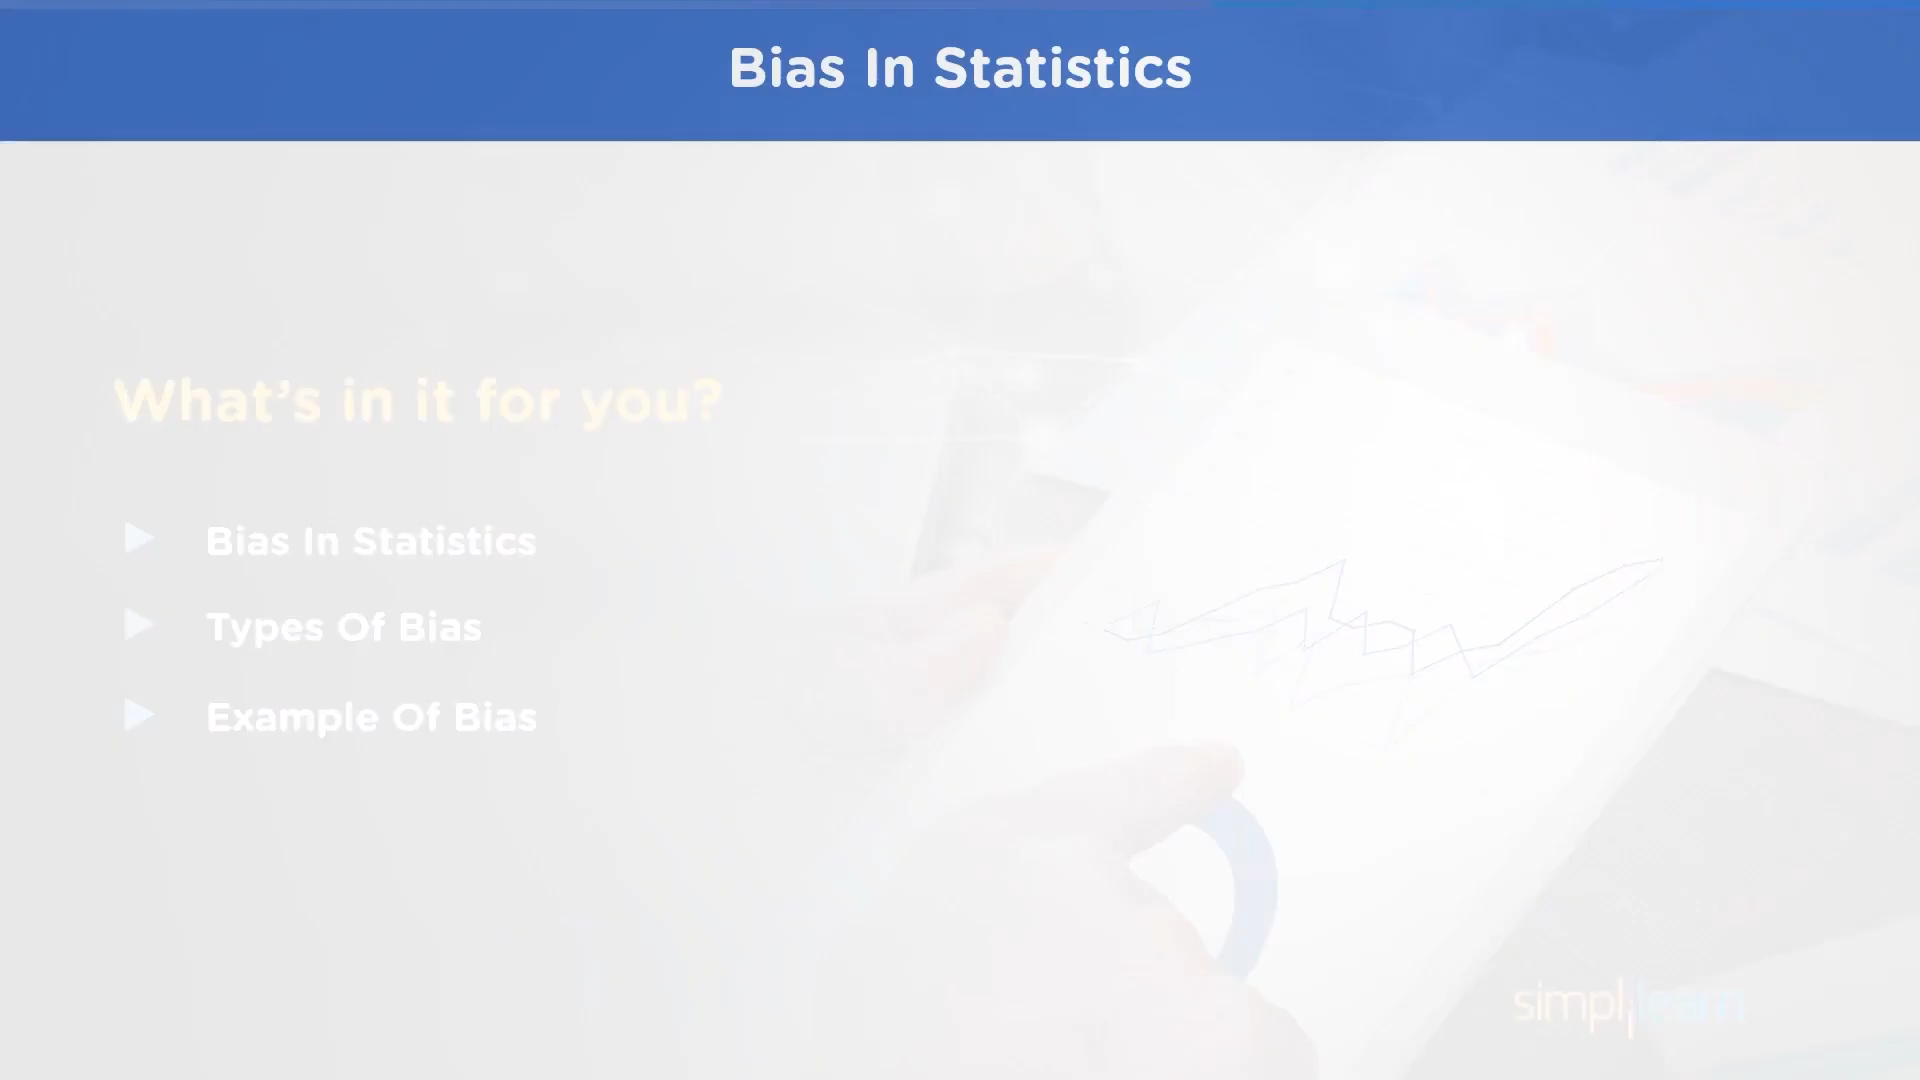 Bias In Statistics
What's in it for you?
Bias In Statistics
Types Of Bias
Example Of Bias
simplilearn